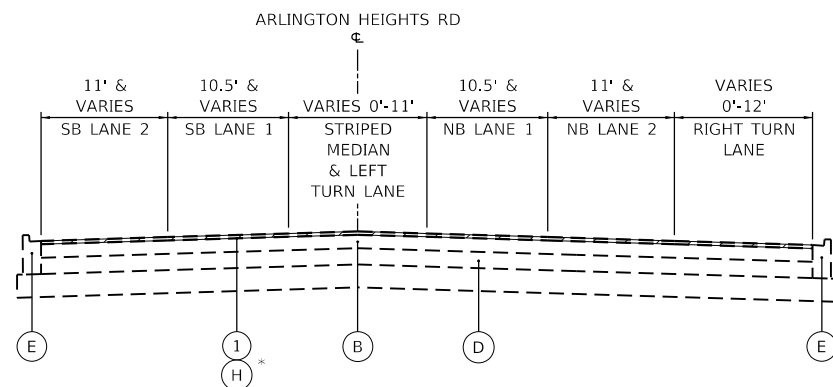 ARLINGTON HEIGHTS RD
℄
11' &
VARIES
SB LANE 2
10.5' &
VARIES
SB LANE 1
VARIES 0'-11'
STRIPED
MEDIAN
& LEFT
TURN LANE
10.5' &
VARIES
NB LANE 1
11' &
VARIES
NB LANE 2
VARIES
0'-12'
RIGHT TURN
LANE
E
1
H *
B
D
E